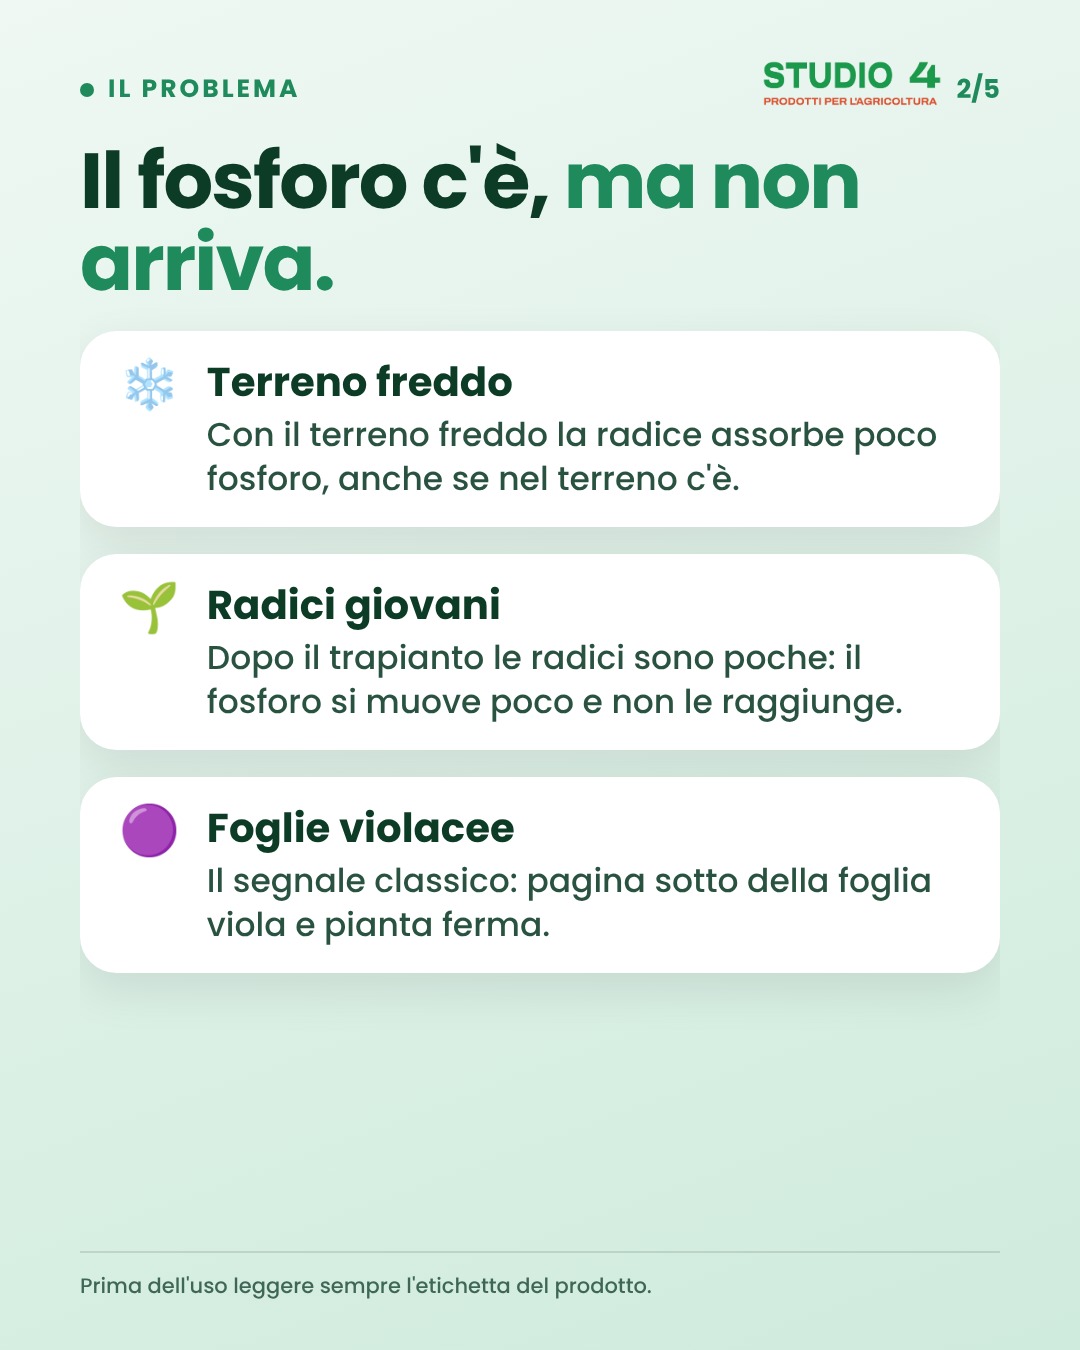 IL PROBLEMA
STUDIO 4
PRODOTTI PER L'AGRICOLTURA
2/5
Il fosforo c'è, ma non
arriva.
Terreno freddo
Con il terreno freddo la radice assorbe poco
fosforo, anche se nel terreno c'è.
Radici giovani
Dopo il trapianto le radici sono poche: il
fosforo si muove poco e non le raggiunge.
Foglie violacee
Il segnale classico: pagina sotto della foglia
viola e pianta ferma.
Prima dell'uso leggere sempre l'etichetta del prodotto.